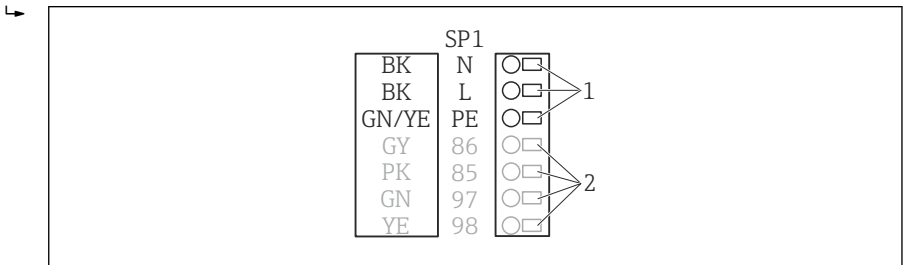 SP1
BK N
BK L 1
GN/YE PE
GY 86
PK 85 2
GN 97
YE 98